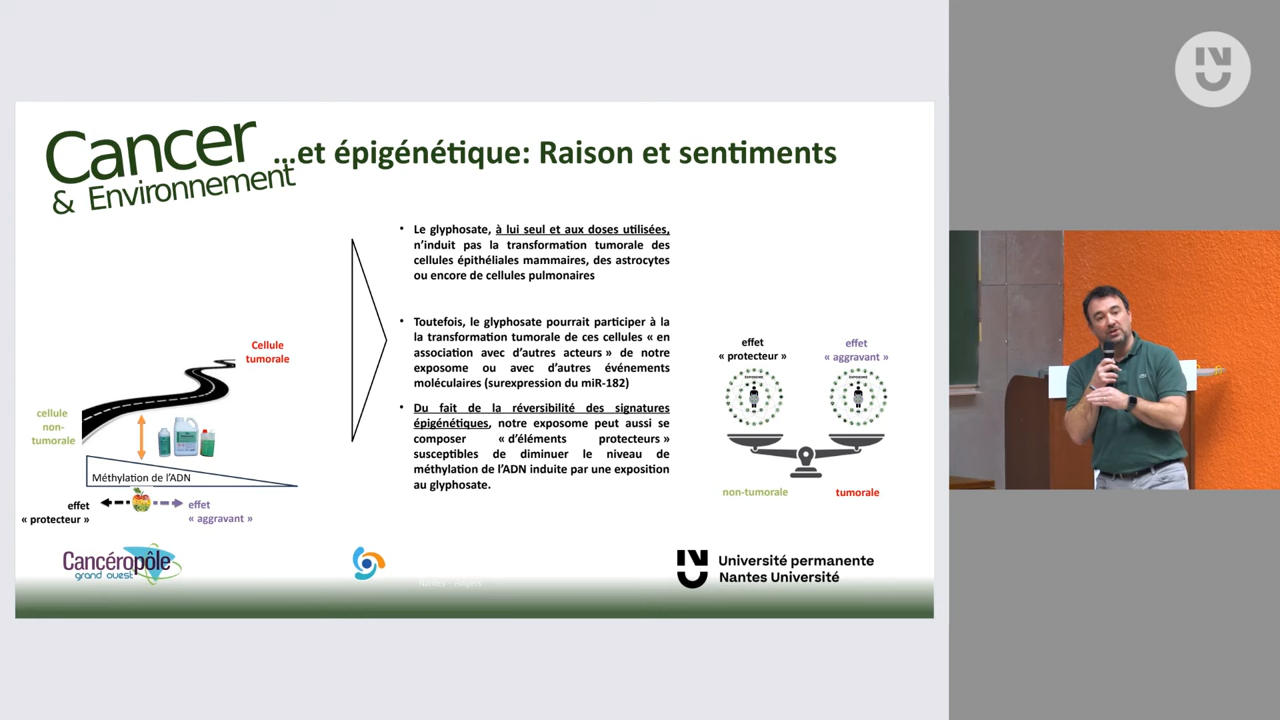 Cancer
& Environnement
...et épigénétique: Raison et sentiments
• Le glyphosate, à lui seul et aux doses utilisées,
n’induit pas la transformation tumorale des
cellules épithéliales mammaires, des astrocytes
ou encore de cellules pulmonaires
• Toutefois, le glyphosate pourrait participer à la
la transformation tumorale de ces cellules « en
association avec d’autres acteurs » de notre
exposome ou avec d’autres événements
moléculaires (surexpression du miR-182)
• Du fait de la réversibilité des signatures
épigénétiques, notre exposome peut aussi se
composer « d’éléments protecteurs »
susceptibles de diminuer le niveau de
méthylation de l’ADN induite par une exposition
au glyphosate.
Cellule
tumorale
cellule
non-
tumorale
Méthylation de l’ADN
effet
« protecteur »
effet
« aggravant »
effet
« protecteur »
effet
« aggravant »
EXPOSOME
EXPOSOME
non-tumorale
tumorale
Cancéropôle
grand ouest
Nantes - Angers
Université permanente
Nantes Université